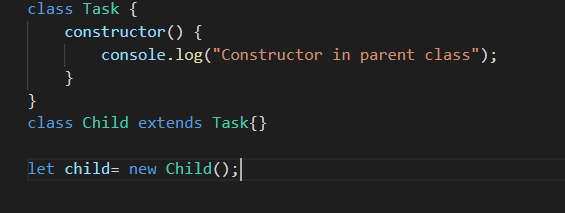 class Task {
    constructor() {
        console.log("Constructor in parent class");
    }
}
class Child extends Task{}

let child= new Child();